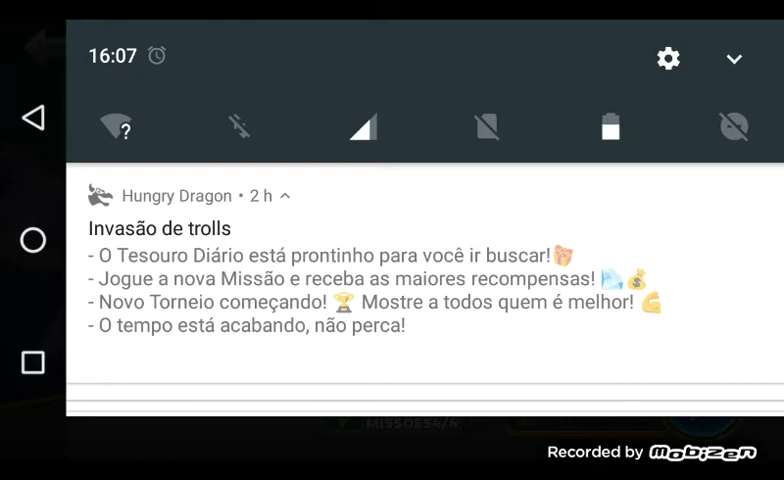 16:07
?
Hungry Dragon • 2 h
Invasão de trolls
- O Tesouro Diário está prontinho para você ir buscar!🎁
- Jogue a nova Missão e receba as maiores recompensas! 💎💰
- Novo Torneio começando! 🏆 Mostre a todos quem é melhor! 💪
- O tempo está acabando, não perca!
MISSÕES4/4
Recorded by mobizen